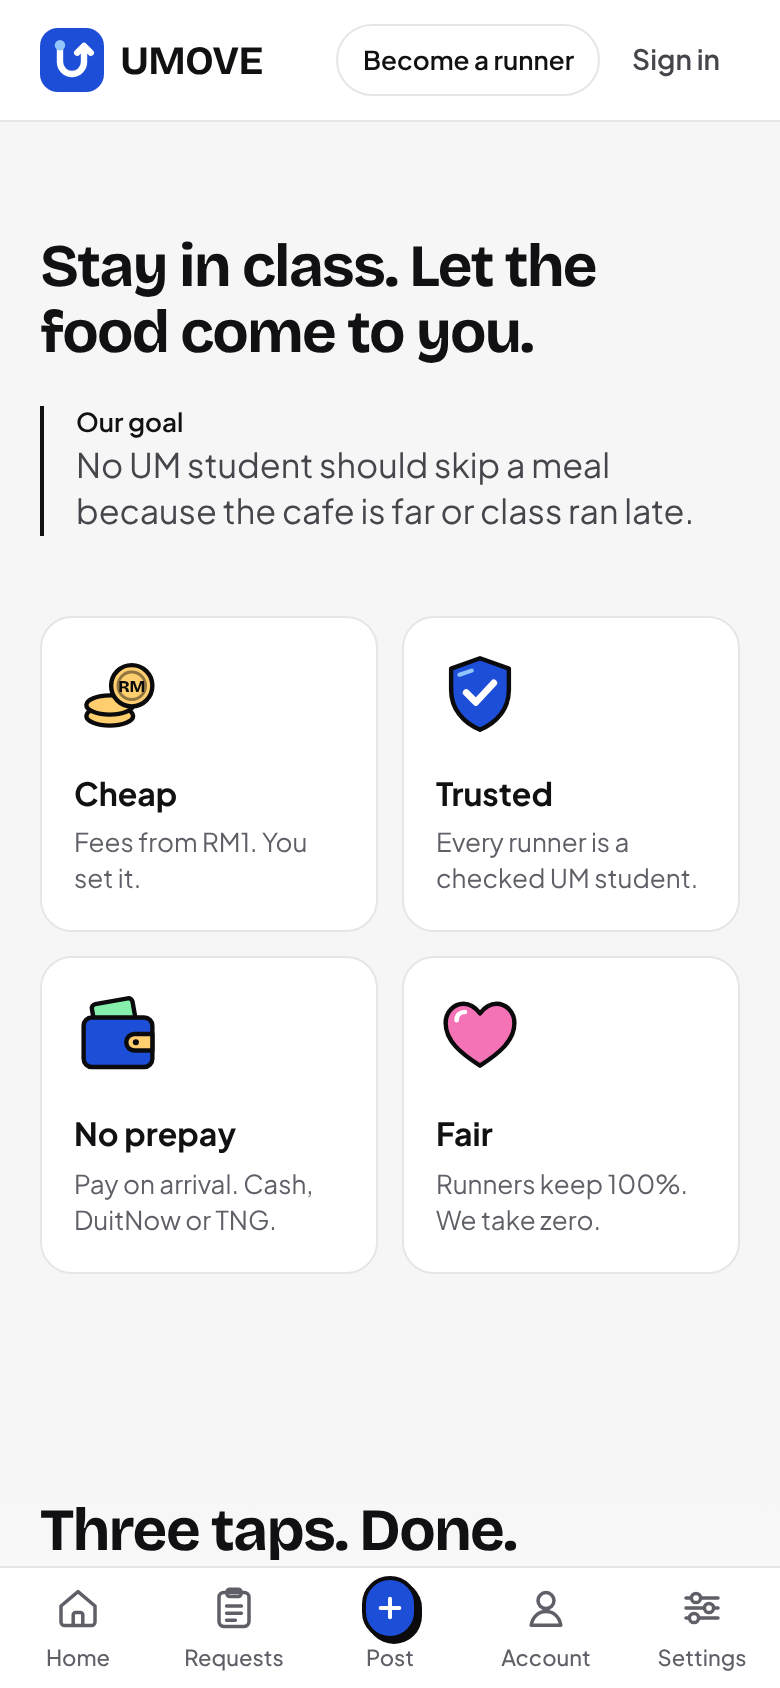 UMOVE
Become a runner
Sign in
Stay in class. Let the
food come to you.
Our goal
No UM student should skip a meal
because the cafe is far or class ran late.
RM
Cheap
Fees from RM1. You
set it.
Trusted
Every runner is a
checked UM student.
No prepay
Pay on arrival. Cash,
DuitNow or TNG.
Fair
Runners keep 100%.
We take zero.
Three taps. Done.
Home
Requests
Post
Account
Settings